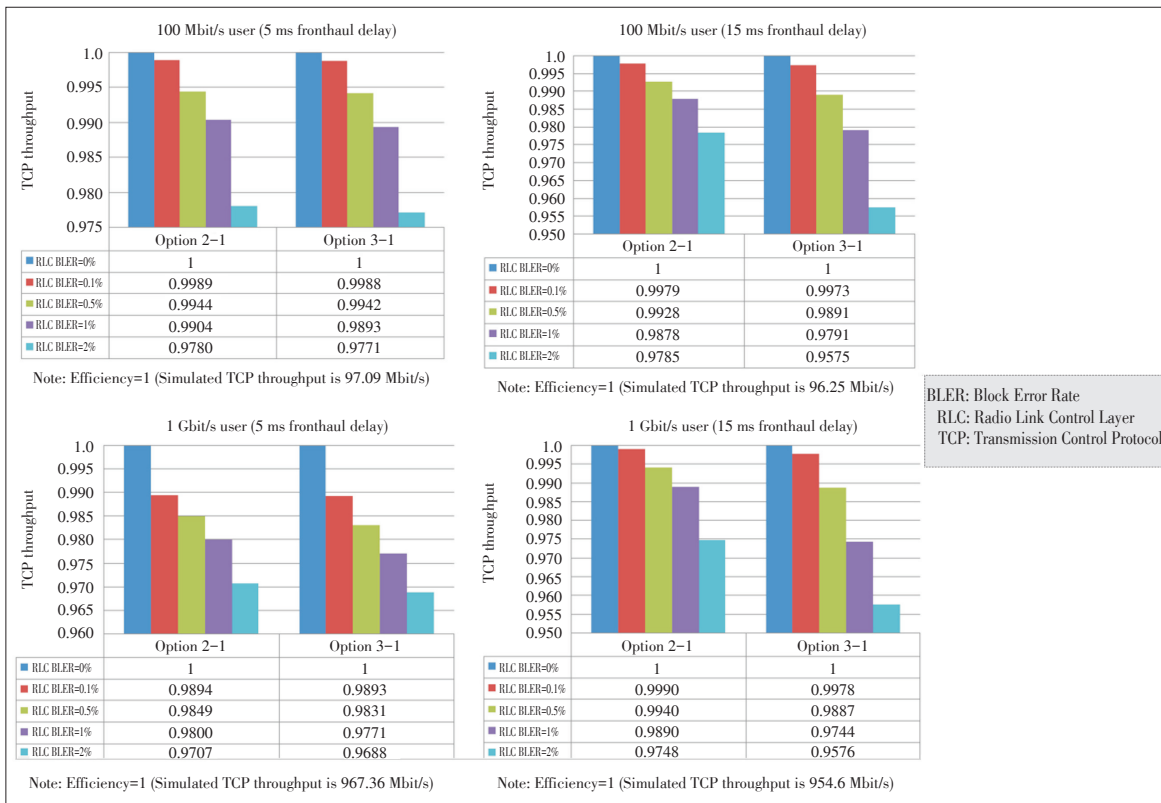 100 Mbit/s user (5 ms fronthaul delay)
TCP throughput
1.0
0.995
0.990
0.985
0.980
0.975
Option 2-1 Option 3-1
RLC BLER=0% 1 1
RLC BLER=0.1% 0.9989 0.9988
RLC BLER=0.5% 0.9944 0.9942
RLC BLER=1% 0.9904 0.9893
RLC BLER=2% 0.9780 0.9771
Note: Efficiency=1 (Simulated TCP throughput is 97.09 Mbit/s)
100 Mbit/s user (15 ms fronthaul delay)
TCP throughput
1.0
0.995
0.990
0.985
0.980
0.975
0.970
0.965
0.960
0.955
0.950
Option 2-1 Option 3-1
RLC BLER=0% 1 1
RLC BLER=0.1% 0.9979 0.9973
RLC BLER=0.5% 0.9928 0.9891
RLC BLER=1% 0.9878 0.9791
RLC BLER=2% 0.9785 0.9575
Note: Efficiency=1 (Simulated TCP throughput is 96.25 Mbit/s)
BLER: Block Error Rate
RLC: Radio Link Control Layer
TCP: Transmission Control Protocol
1 Gbit/s user (5 ms fronthaul delay)
TCP throughput
1.0
0.995
0.990
0.985
0.980
0.970
0.965
0.960
Option 2-1 Option 3-1
RLC BLER=0% 1 1
RLC BLER=0.1% 0.9894 0.9893
RLC BLER=0.5% 0.9849 0.9831
RLC BLER=1% 0.9800 0.9771
RLC BLER=2% 0.9707 0.9688
Note: Efficiency=1 (Simulated TCP throughput is 967.36 Mbit/s)
1 Gbit/s user (15 ms fronthaul delay)
TCP throughput
1.0
0.995
0.990
0.985
0.980
0.975
0.970
0.965
0.960
0.955
0.950
Option 2-1 Option 3-1
RLC BLER=0% 1 1
RLC BLER=0.1% 0.9990 0.9978
RLC BLER=0.5% 0.9940 0.9887
RLC BLER=1% 0.9890 0.9744
RLC BLER=2% 0.9748 0.9576
Note: Efficiency=1 (Simulated TCP throughput is 954.6 Mbit/s)